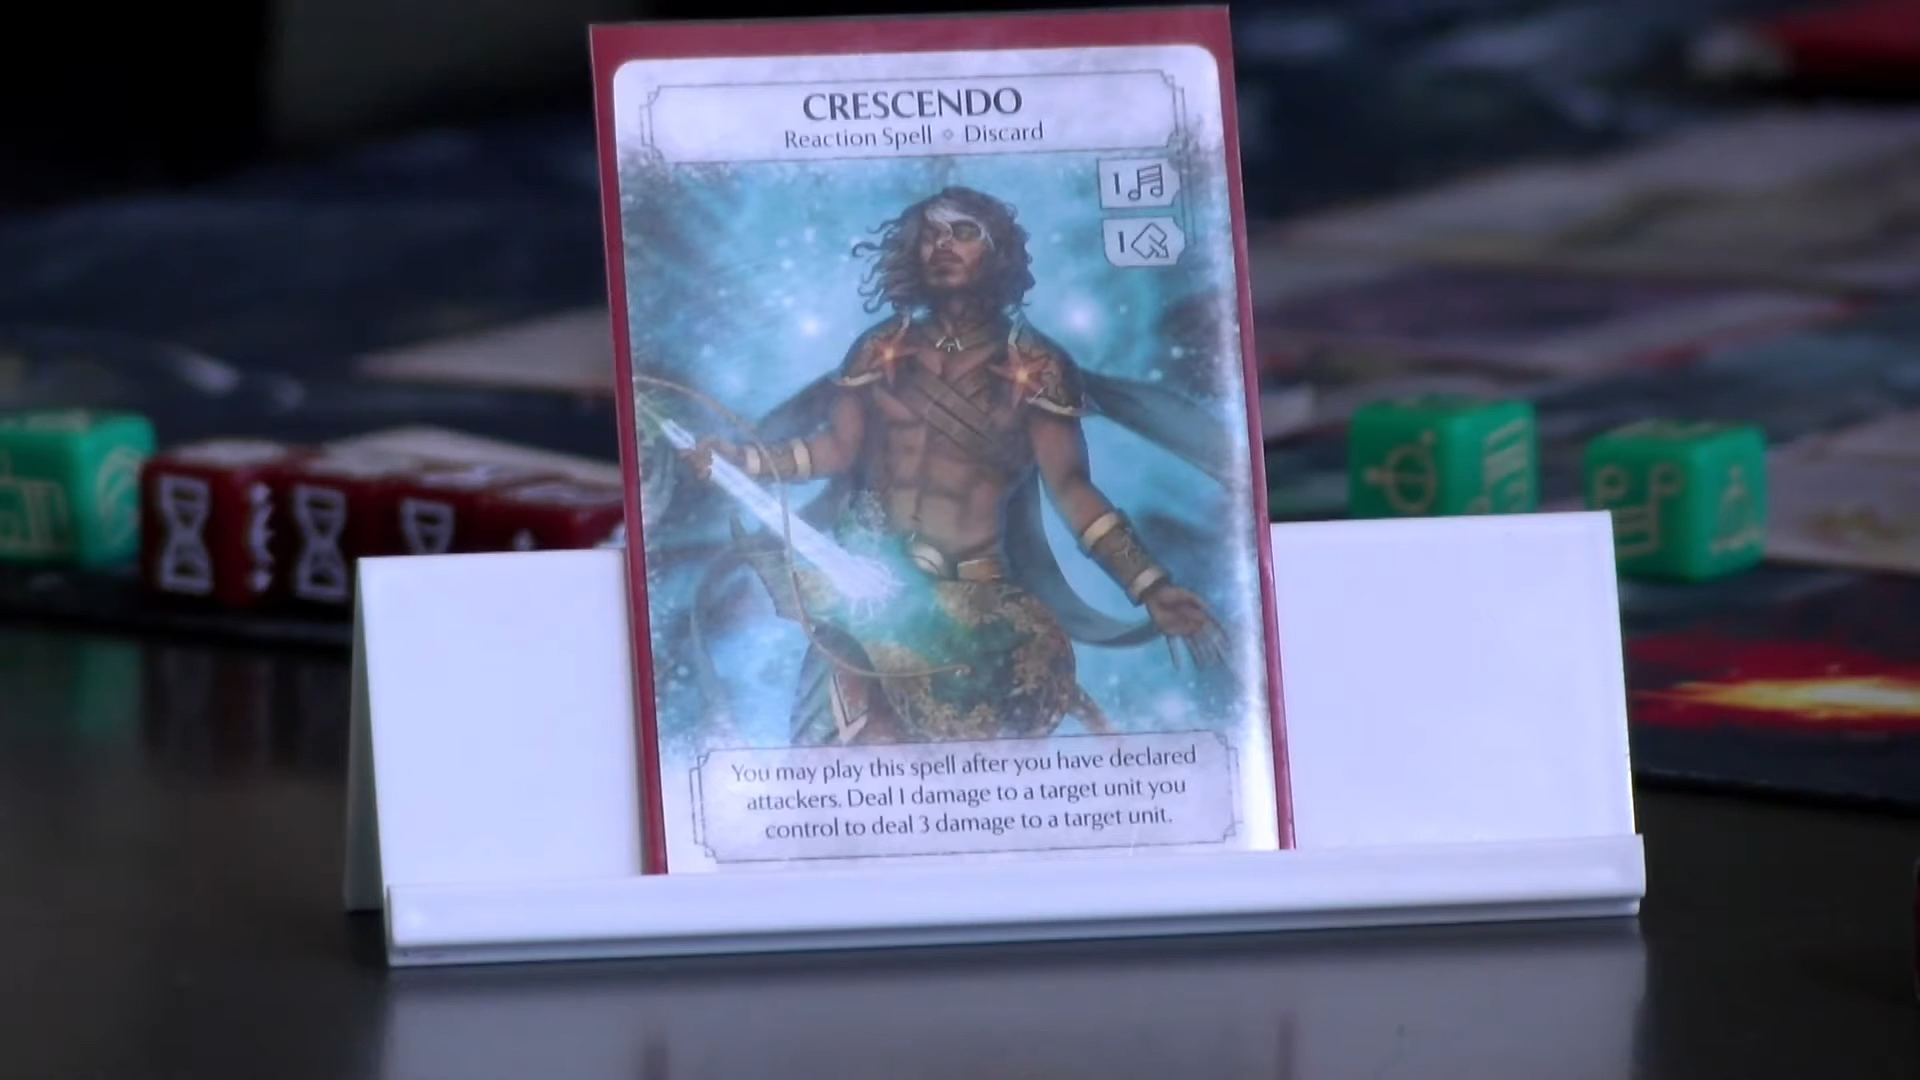 CRESCENDO
Reaction Spell ◇ Discard
1
1
You may play this spell after you have declared
attackers. Deal 1 damage to a target unit you
control to deal 3 damage to a target unit.